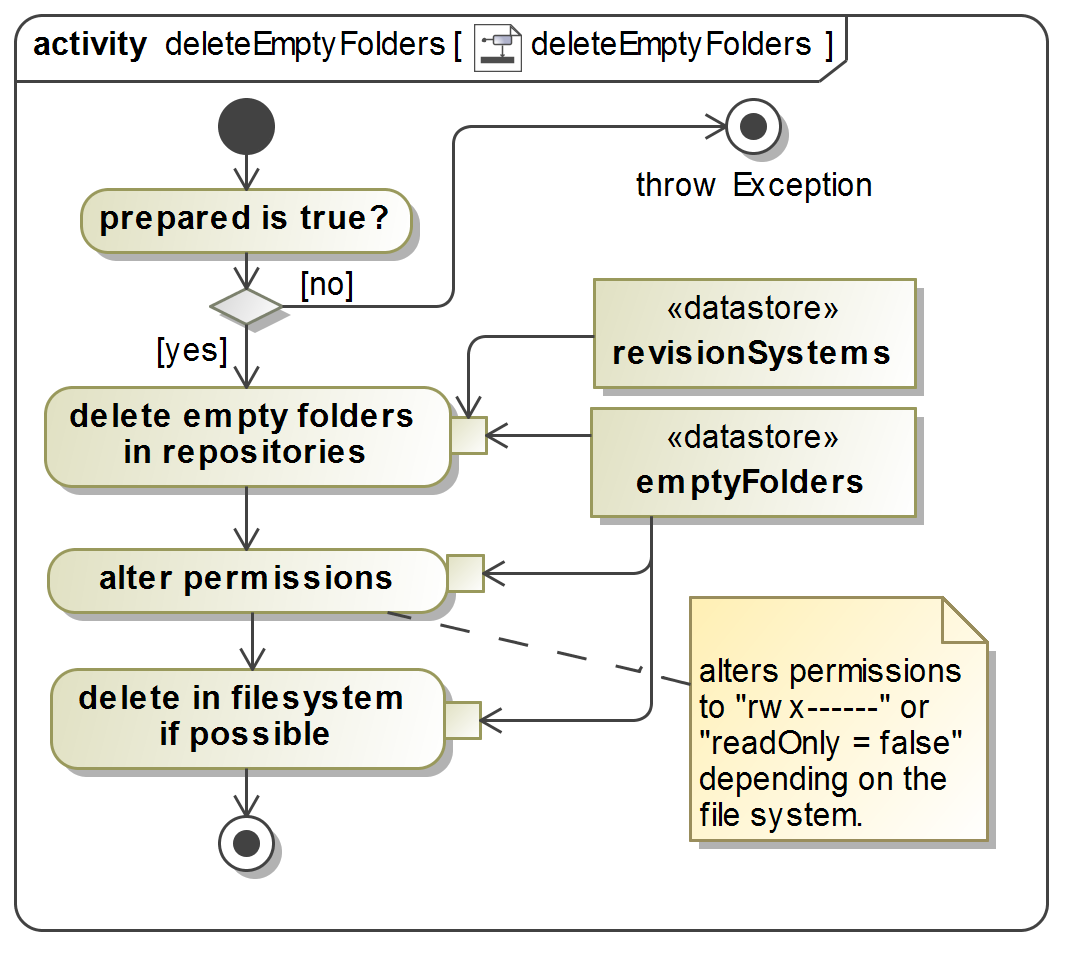 activity deleteEmptyFolders [ deleteEmptyFolders ]
throw Exception
prepared is true?
[no]
[yes]
«datastore»
revisionSystems
delete empty folders
in repositories
«datastore»
emptyFolders
alter permissions
alters permissions
to "rwx------" or
"readOnly = false"
depending on the
file system.
delete in filesystem
if possible